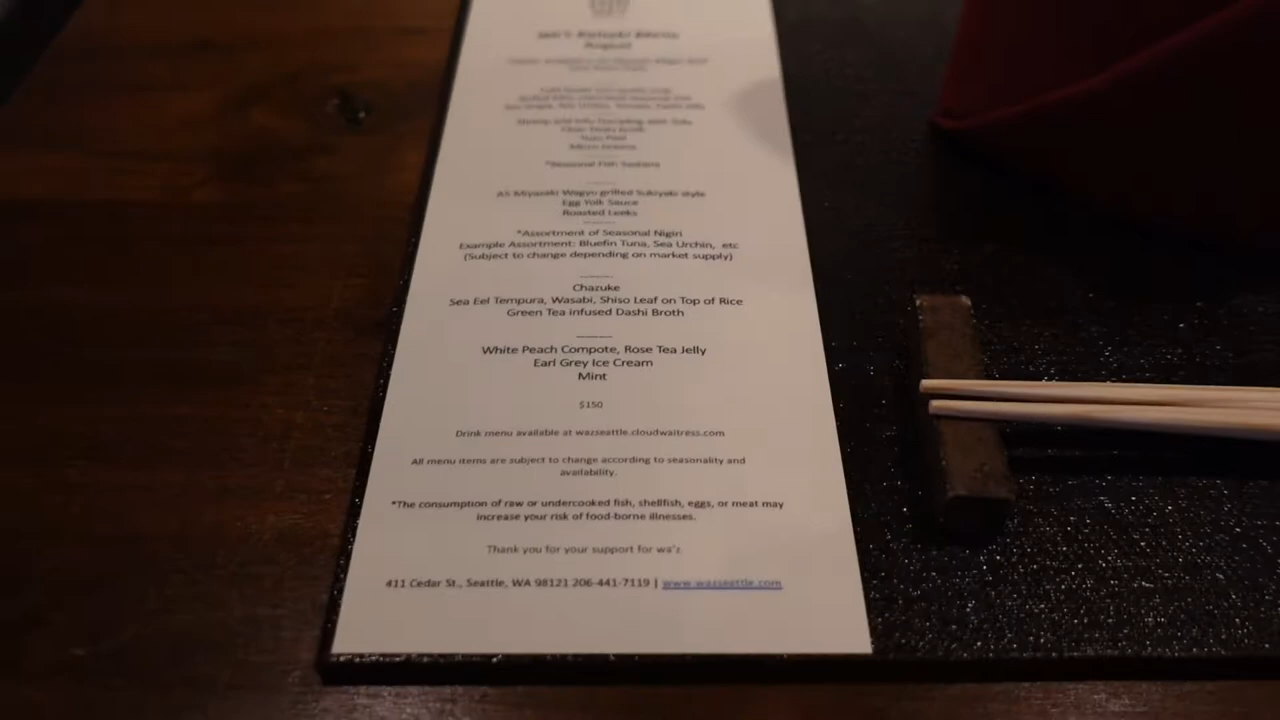 August
*Seasonal Fish Sashimi
A5 Miyazaki Wagyu grilled Sukiyaki style
Egg Yolk Sauce
Roasted Leeks
*Assortment of Seasonal Nigiri
Example Assortment: Bluefin Tuna, Sea Urchin, etc
(Subject to change depending on market supply)
Chazuke
Sea Eel Tempura, Wasabi, Shiso Leaf on Top of Rice
Green Tea infused Dashi Broth
White Peach Compote, Rose Tea Jelly
Earl Grey Ice Cream
Mint
$150
Drink menu available at wazseattle.cloudwaitress.com
All menu items are subject to change according to seasonality and
availability.
*The consumption of raw or undercooked fish, shellfish, eggs, or meat may
increase your risk of food-borne illnesses.
Thank you for your support for wa'z.
411 Cedar St., Seattle, WA 98121 206-441-7119 | www.wazseattle.com